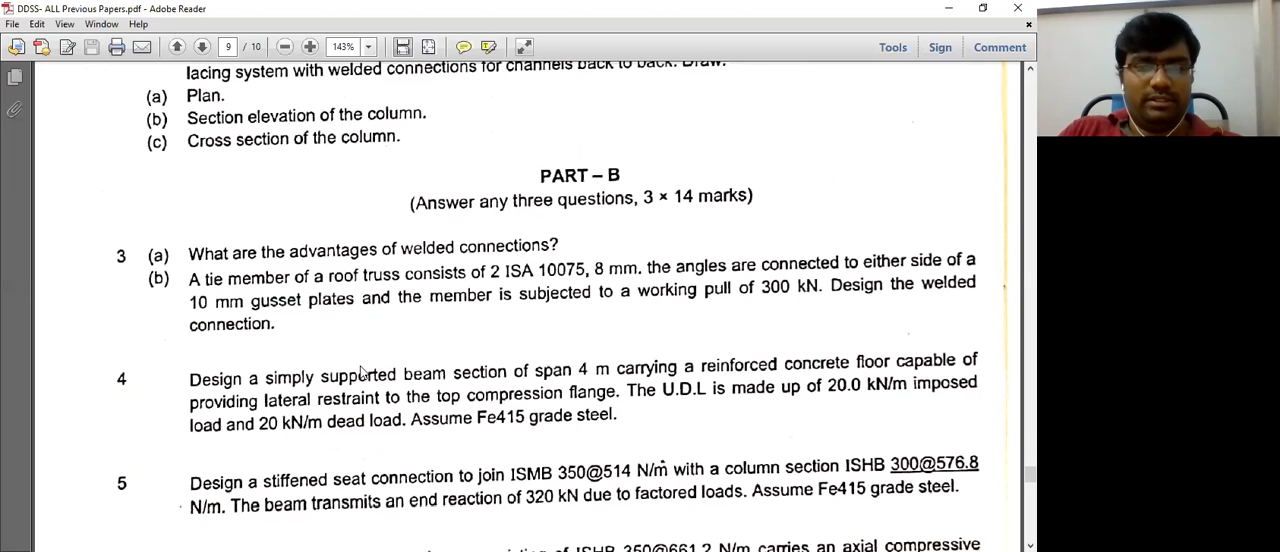 DDSS- ALL Previous Papers.pdf - Adobe Reader
File Edit View Window Help
9 / 10 143% Tools Sign Comment
lacing system with welded connections for channels back to back. Draw.
(a) Plan.
(b) Section elevation of the column.
(c) Cross section of the column.
PART – B
(Answer any three questions, 3 × 14 marks)
3 (a) What are the advantages of welded connections?
(b) A tie member of a roof truss consists of 2 ISA 10075, 8 mm. the angles are connected to either side of a
10 mm gusset plates and the member is subjected to a working pull of 300 kN. Design the welded
connection.
4 Design a simply supported beam section of span 4 m carrying a reinforced concrete floor capable of
providing lateral restraint to the top compression flange. The U.D.L is made up of 20.0 kN/m imposed
load and 20 kN/m dead load. Assume Fe415 grade steel.
5 Design a stiffened seat connection to join ISMB 350@514 N/m with a column section ISHB 300@576.8
N/m. The beam transmits an end reaction of 320 kN due to factored loads. Assume Fe415 grade steel.
of ISHB 350@661.2 N/m carries an axial compressive